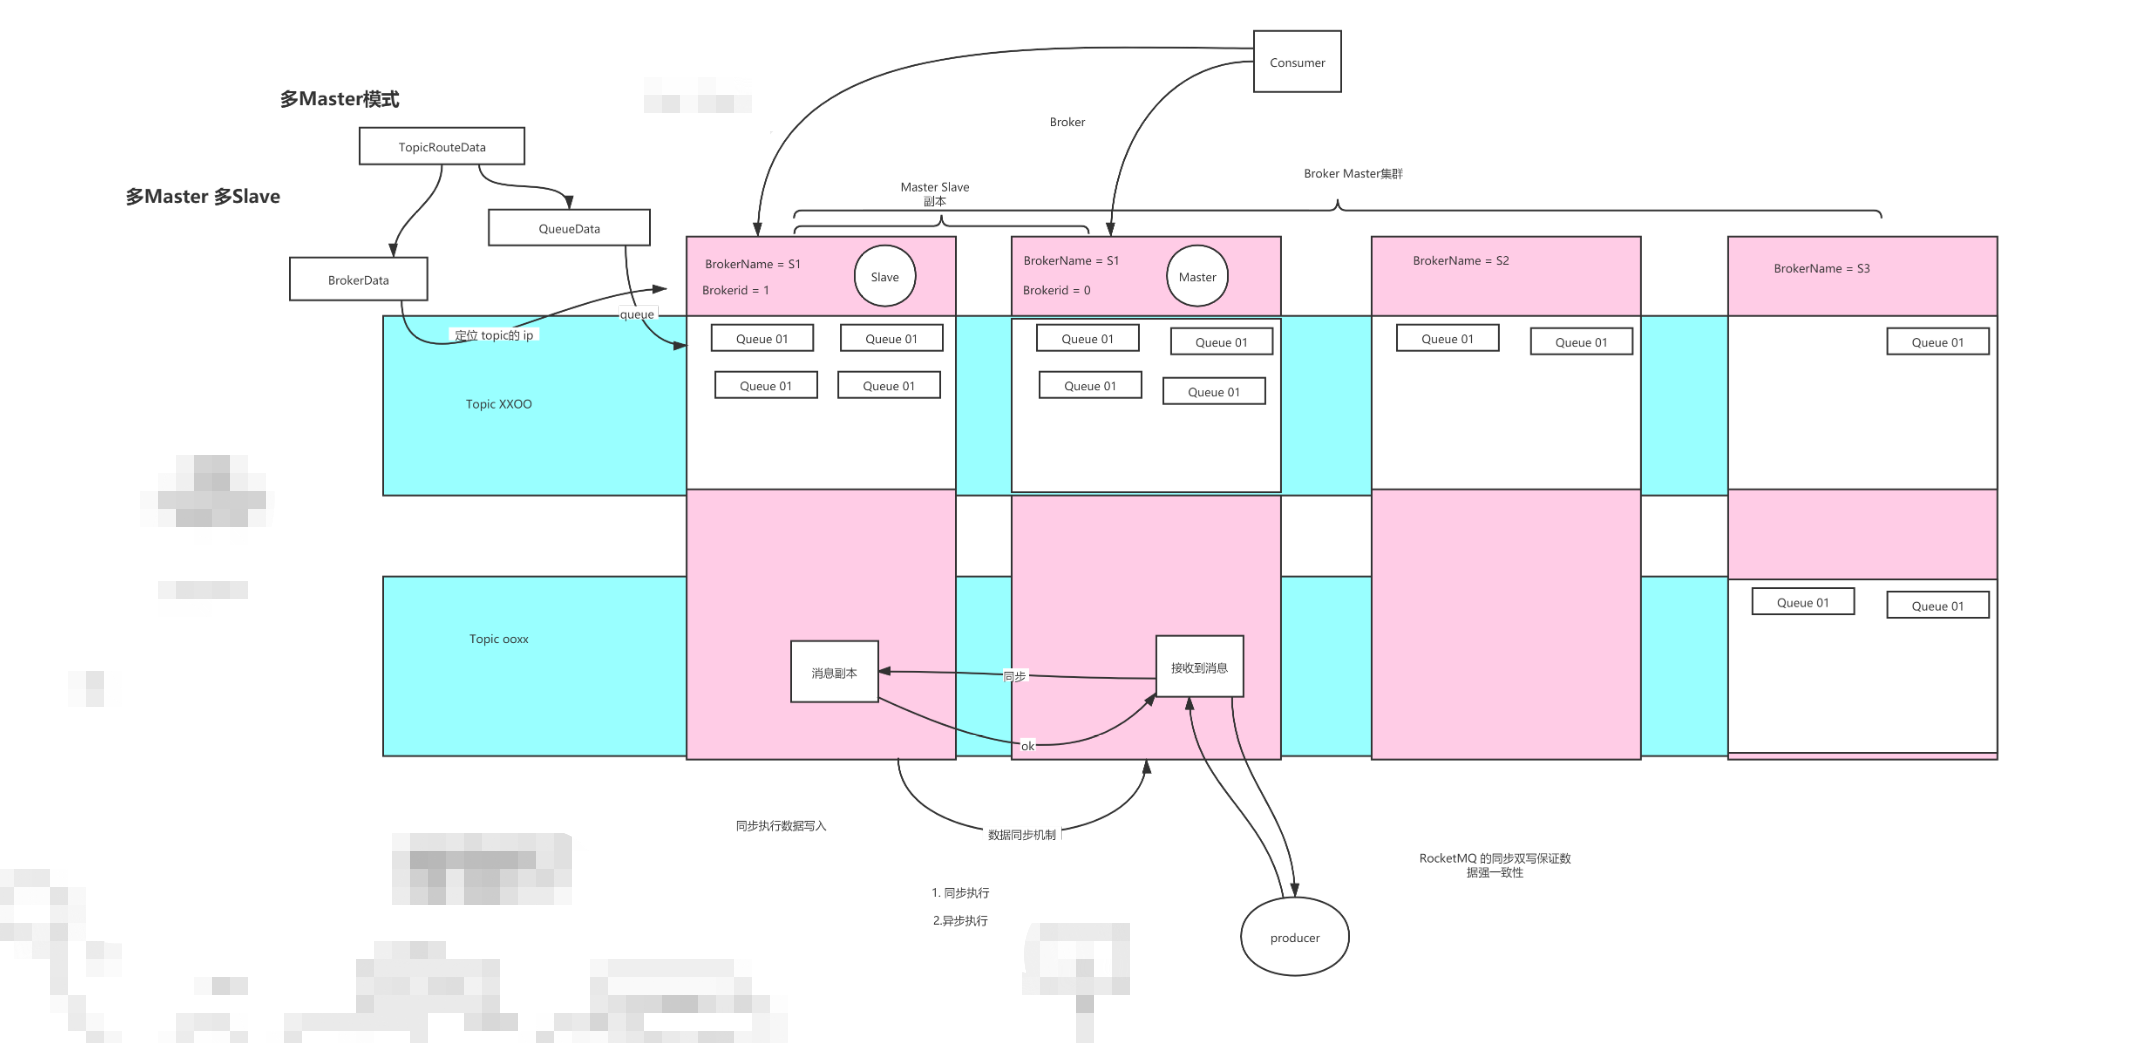 Consumer
多Master模式
Broker
TopicRouteData
Broker Master集群
多Master 多Slave
Master Slave
副本
QueueData
BrokerData
BrokerName = S1
Brokerid = 1
Slave
BrokerName = S1
Brokerid = 0
Master
BrokerName = S2
BrokerName = S3
queue
定位 topic的 ip
Queue 01
Queue 01
Queue 01
Queue 01
Queue 01
Queue 01
Queue 01
Queue 01
Queue 01
Queue 01
Queue 01
Topic XXOO
Queue 01
Queue 01
Topic ooxx
消息副本
同步
接收到消息
ok
同步执行数据写入
数据同步机制
RocketMQ 的同步双写保证数
据强一致性
1. 同步执行
2.异步执行
producer